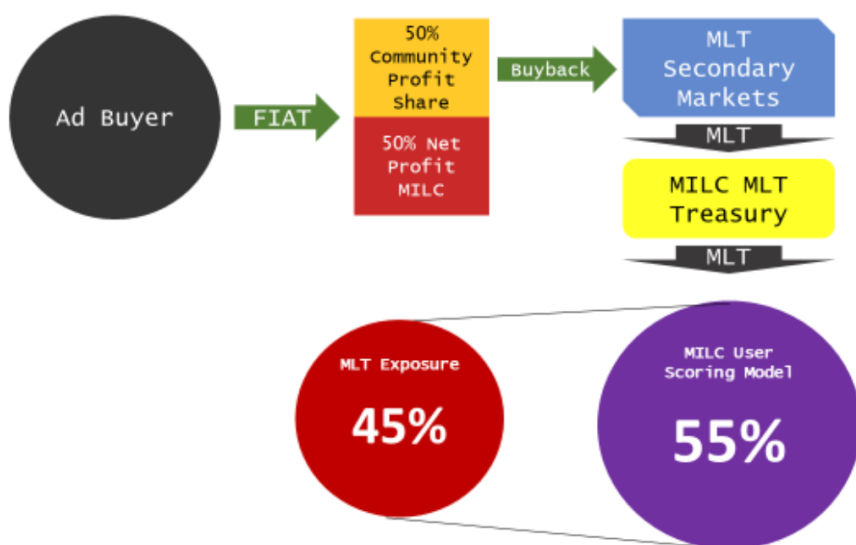 Ad Buyer
FIAT
50%
Community
Profit
Share
50% Net
Profit
MILC
Buyback
MLT
Secondary
Markets
MLT
MILC MLT
Treasury
MLT
MLT Exposure
45%
MILC User
Scoring Model
55%